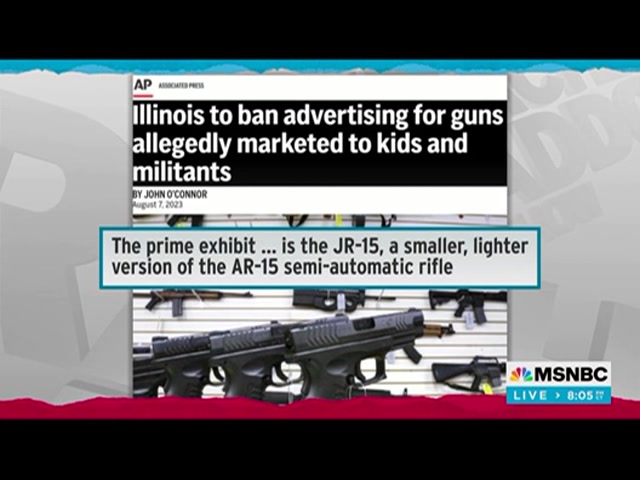 AP ASSOCIATED PRESS
Illinois to ban advertising for guns
allegedly marketed to kids and
militants
BY JOHN O'CONNOR
August 7, 2023
The prime exhibit ... is the JR-15, a smaller, lighter
version of the AR-15 semi-automatic rifle
MSNBC
LIVE > 8:05 PM ET